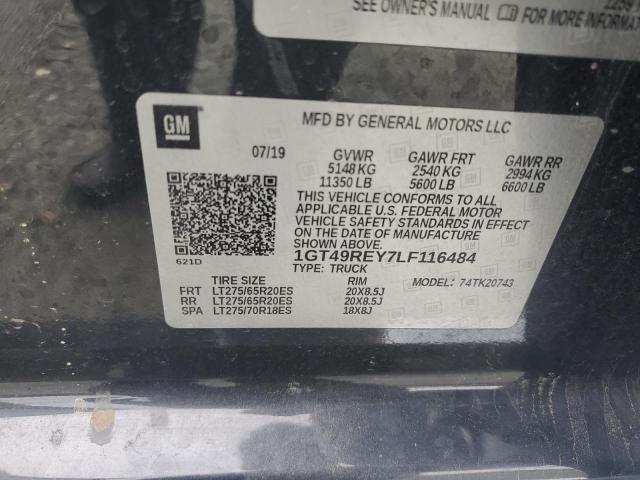 SEE OWNER'S MANUAL FOR MORE INFORMA
GM
MFD BY GENERAL MOTORS LLC
07/19 GVWR GAWR FRT GAWR RR
5148 KG 2540 KG 2994 KG
11350 LB 5600 LB 6600 LB
THIS VEHICLE CONFORMS TO ALL
APPLICABLE U.S. FEDERAL MOTOR
VEHICLE SAFETY STANDARDS IN EFFECT
ON THE DATE OF MANUFACTURE
SHOWN ABOVE.
621D 1GT49REY7LF116484
TYPE: TRUCK
TIRE SIZE RIM MODEL: 74TK20743
FRT LT275/65R20ES 20X8.5J
RR LT275/65R20ES 20X8.5J
SPA LT275/70R18ES 18X8J